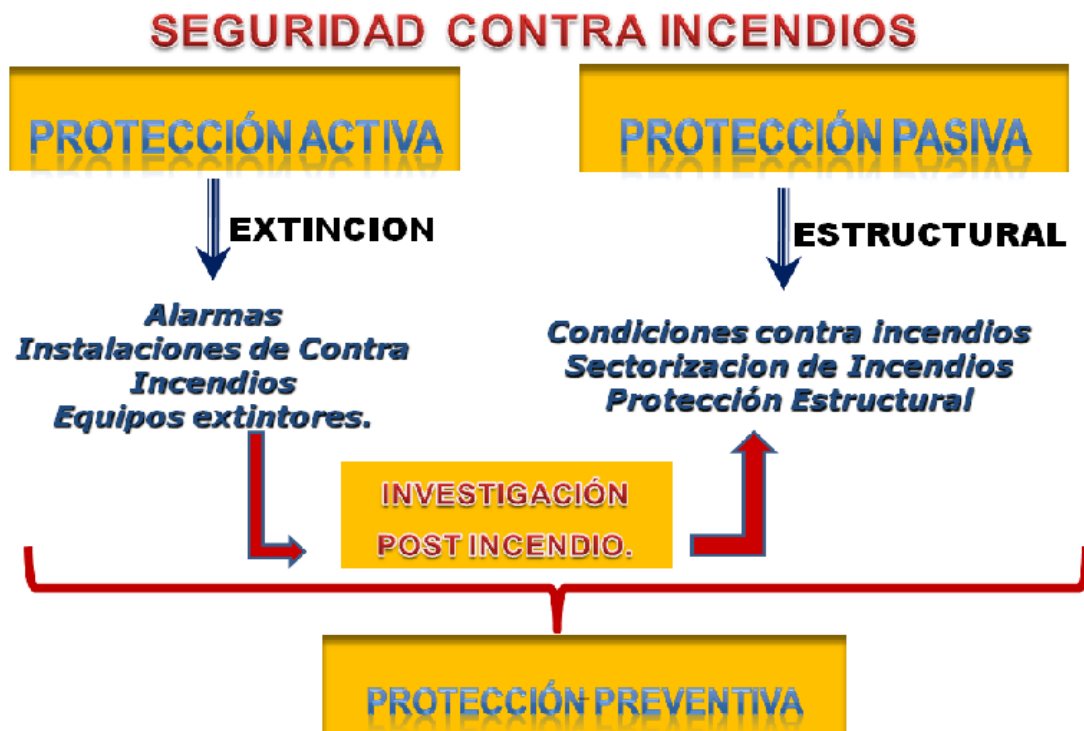 SEGURIDAD CONTRA INCENDIOS
PROTECCIÓN ACTIVA
PROTECCIÓN PASIVA
EXTINCION
ESTRUCTURAL
Alarmas
Instalaciones de Contra
Incendios
Equipos extintores.
Condiciones contra incendios
Sectorizacion de Incendios
Protección Estructural
INVESTIGACIÓN
POST INCENDIO.
PROTECCIÓN PREVENTIVA